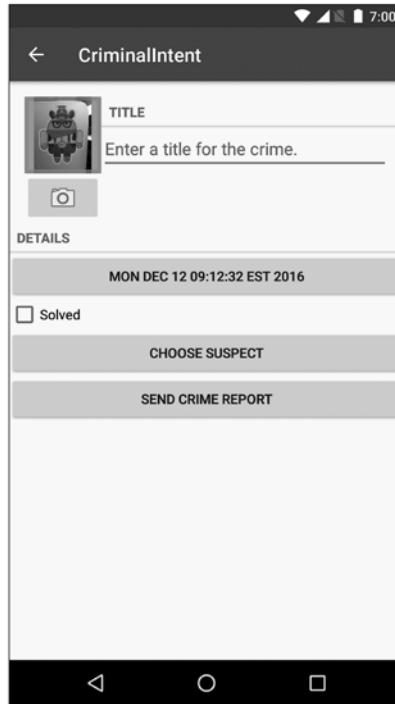 7:00
CriminalIntent
TITLE
Enter a title for the crime.
DETAILS
MON DEC 12 09:12:32 EST 2016
Solved
CHOOSE SUSPECT
SEND CRIME REPORT